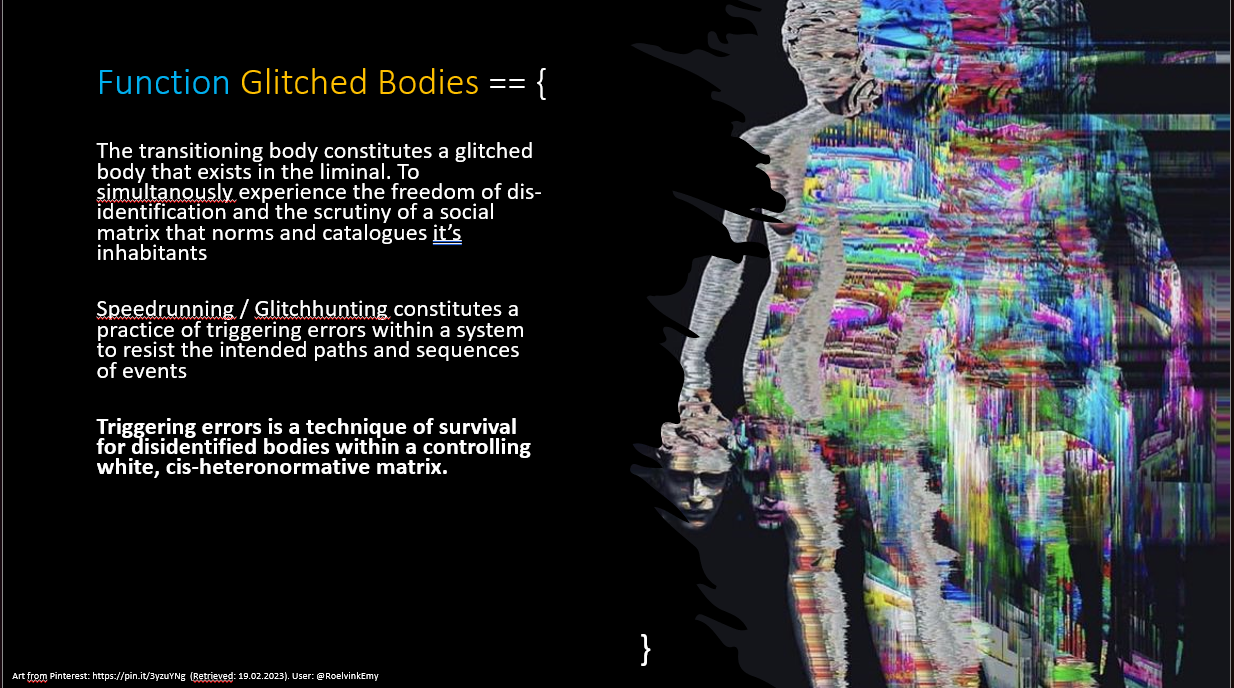 Function Glitched Bodies == {
The transitioning body constitutes a glitched
body that exists in the liminal. To
simultanously experience the freedom of dis-
identification and the scrutiny of a social
matrix that norms and catalogues it's
inhabitants
Speedrunning / Glitchhunting constitutes a
practice of triggering errors within a system
to resist the intended paths and sequences
of events
Triggering errors is a technique of survival
for disidentified bodies within a controlling
white, cis-heteronormative matrix.
}
Art from Pinterest: https://pin.it/3yzuYNg (Retrieved: 19.02.2023). User: @RoelvinkEmy